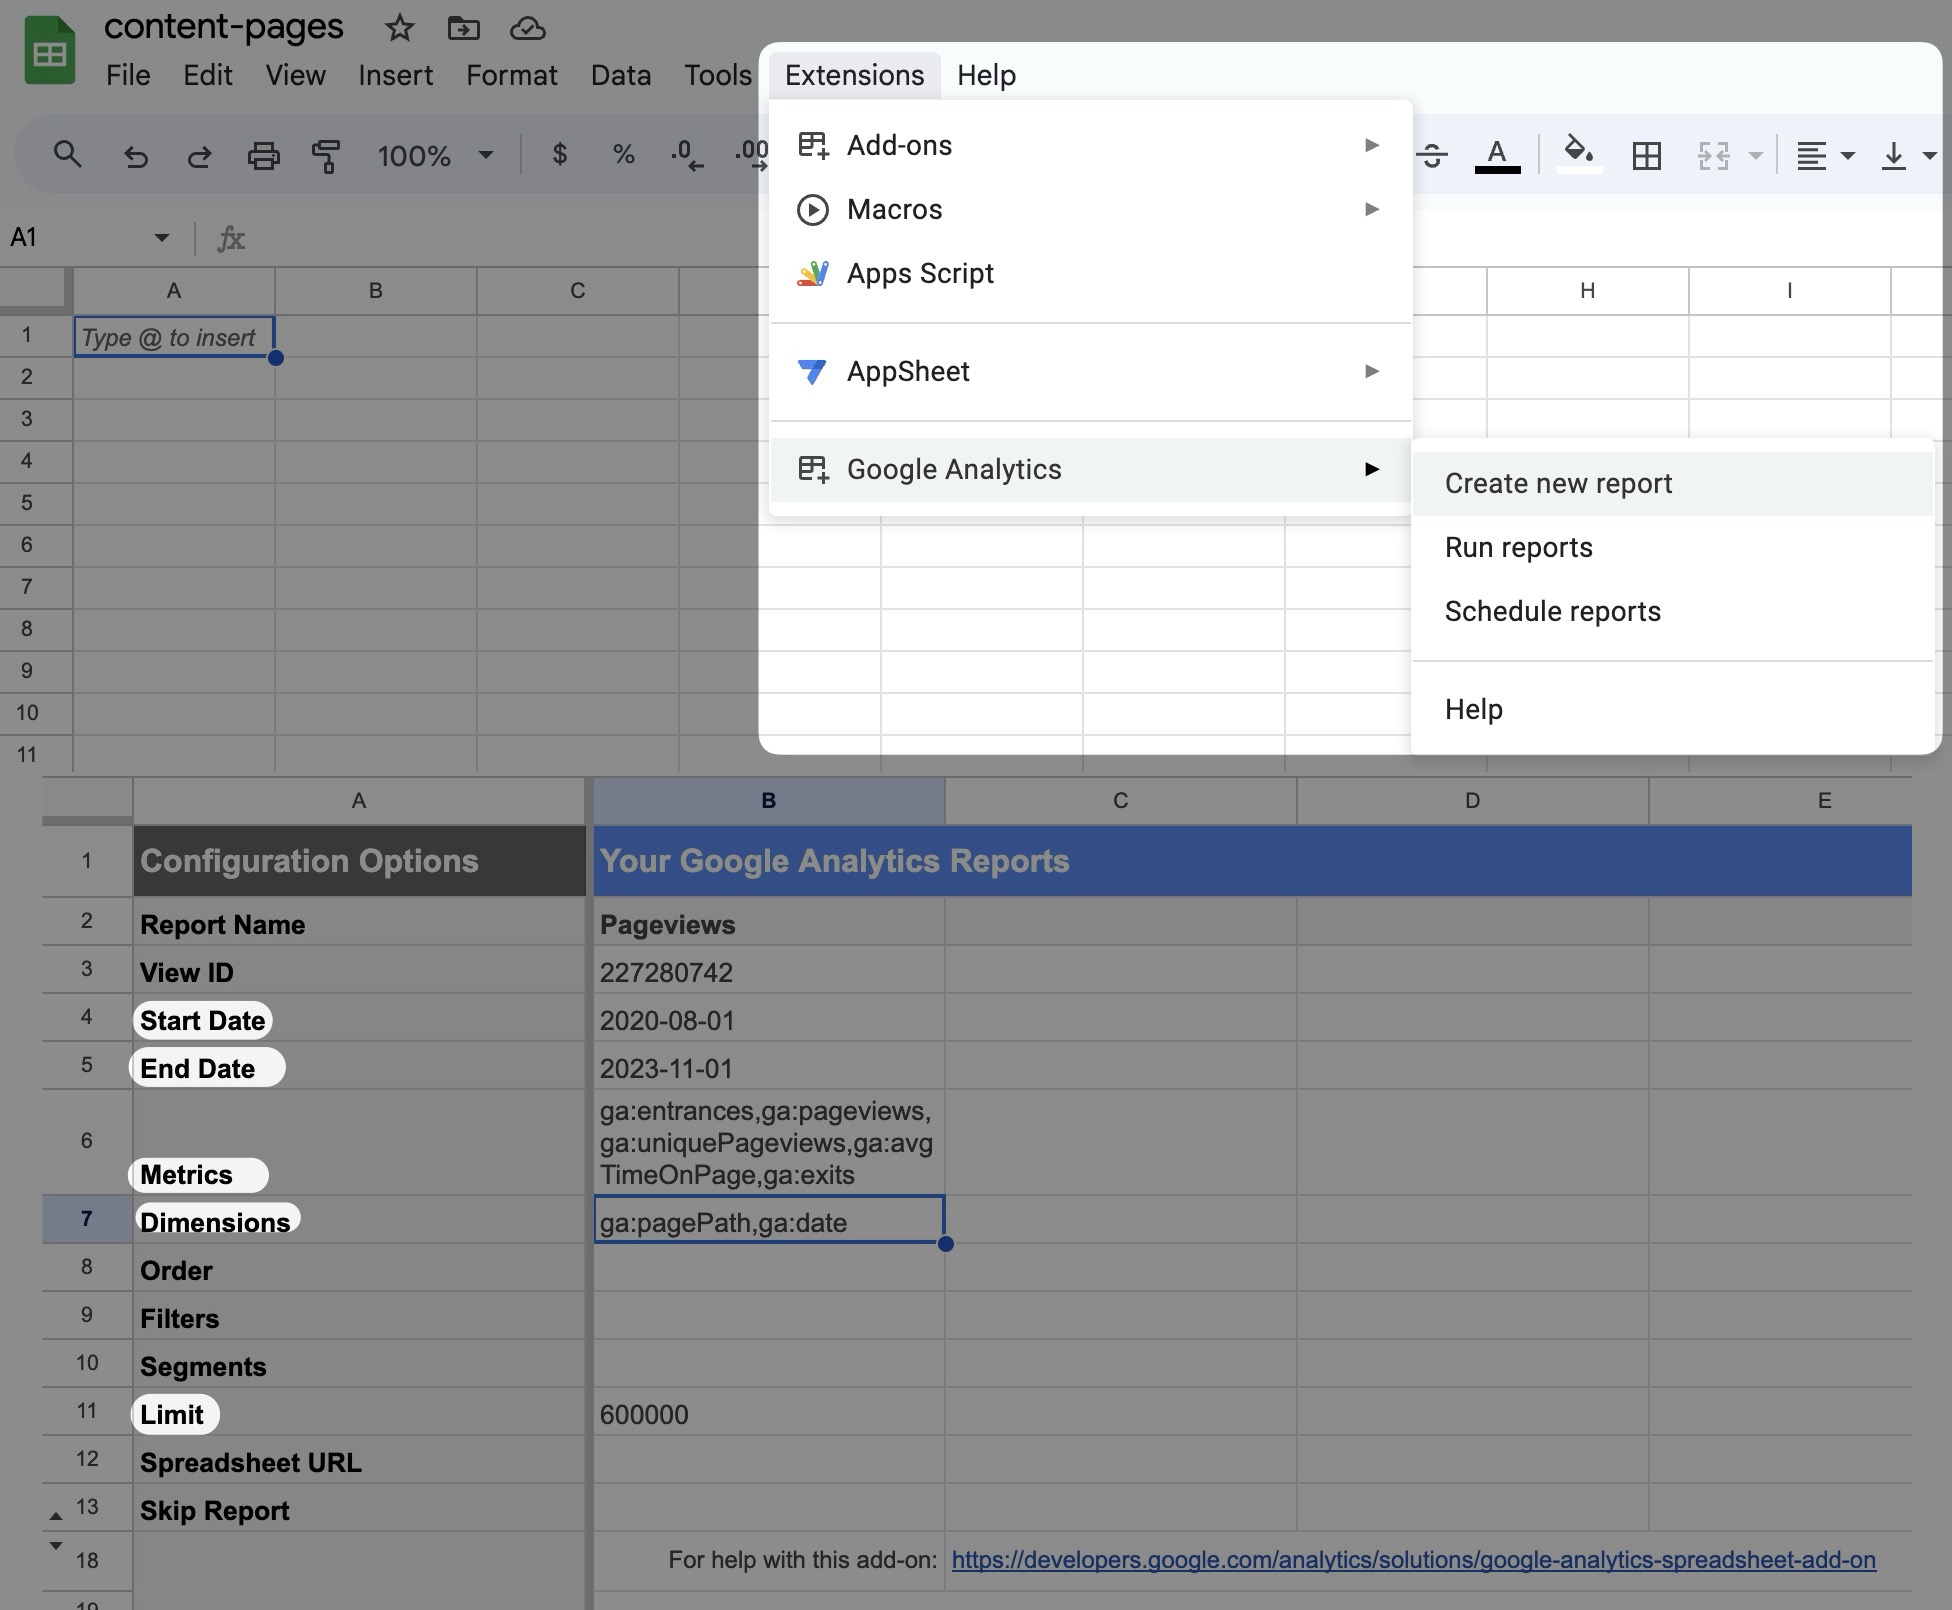 content-pages
File Edit View Insert Format Data Tools Extensions Help
100% $ % .0 .00 A
Add-ons
Macros
Apps Script
AppSheet
Google Analytics
Create new report
Run reports
Schedule reports
Help
A1 fx
A B C H I
1 Type @ to insert
2
3
4
5
6
7
8
9
10
11
A B C D E
1 Configuration Options Your Google Analytics Reports
2 Report Name Pageviews
3 View ID 227280742
4 Start Date 2020-08-01
5 End Date 2023-11-01
6 Metrics ga:entrances,ga:pageviews,
ga:uniquePageviews,ga:avg
TimeOnPage,ga:exits
7 Dimensions ga:pagePath,ga:date
8 Order
9 Filters
10 Segments
11 Limit 600000
12 Spreadsheet URL
13 Skip Report
18 For help with this add-on: https://developers.google.com/analytics/solutions/google-analytics-spreadsheet-add-on
19